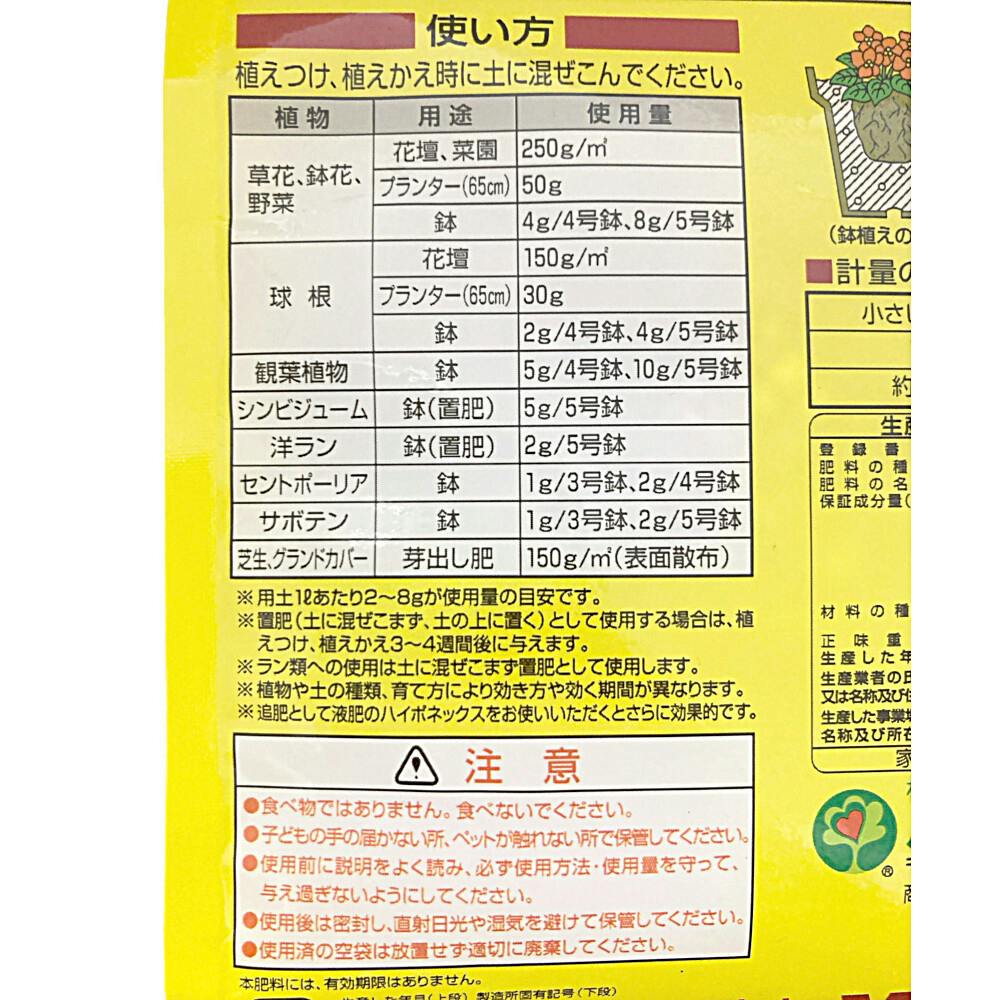 使い方
植えつけ、植えかえ時に土に混ぜこんでください。
植物 用途 使用量
草花、鉢花、野菜 花壇、菜園 250g/㎡
プランター(65㎝) 50g
鉢 4g/4号鉢、8g/5号鉢
球根 花壇 150g/㎡
プランター(65㎝) 30g
鉢 2g/4号鉢、4g/5号鉢
観葉植物 鉢 5g/4号鉢、10g/5号鉢
シンビジューム 鉢(置肥) 5g/5号鉢
洋ラン 鉢(置肥) 2g/5号鉢
セントポーリア 鉢 1g/3号鉢、2g/4号鉢
サボテン 鉢 1g/3号鉢、2g/5号鉢
芝生、グランドカバー 芽出し肥 150g/㎡(表面散布)
※用土1ℓあたり2〜8gが使用量の目安です。
※置肥(土に混ぜこまず、土の上に置く)として使用する場合は、植
えつけ、植えかえ3〜4週間後に与えます。
※ラン類への使用は土に混ぜこまず置肥として使用します。
※植物や土の種類、育て方により効き方や効く期間が異なります。
※追肥として液肥のハイポネックスをお使いいただくとさらに効果的です。
注意
●食べ物ではありません。食べないでください。
●子どもの手の届かない所、ペットが触れない所で保管してください。
●使用前に説明をよく読み、必ず使用方法・使用量を守って、
与え過ぎないようにしてください。
●使用後は密封し、直射日光や湿気を避けて保管してください。
●使用済の空袋は放置せず適切に廃棄してください。
本肥料には、有効期限はありません。
生産した年月(上段) 製造所固有記号(下段)
(鉢植えの
■計量の
小さい
約
生産
登録番
肥料の種
肥料の名
保証成分量(
材料の種
正味重
生産した年
生産業者の氏
又は名称及び住
生産した事業場
名称及び所在
家
®